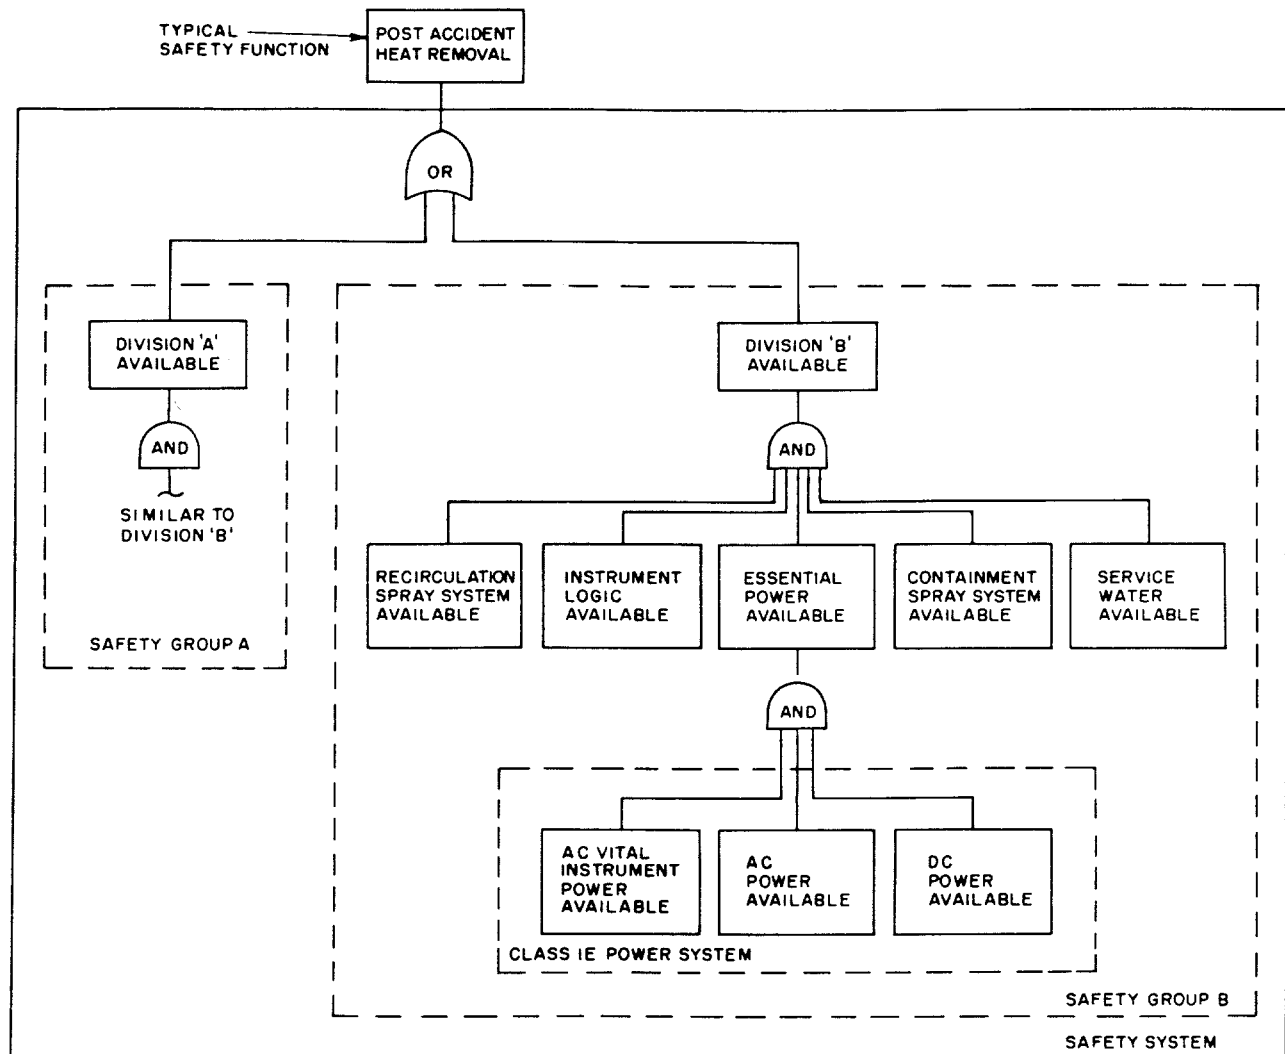 TYPICAL
SAFETY FUNCTION
POST ACCIDENT
HEAT REMOVAL
OR
DIVISION 'A'
AVAILABLE
AND
SIMILAR TO
DIVISION 'B'
SAFETY GROUP A
DIVISION 'B'
AVAILABLE
AND
RECIRCULATION
SPRAY SYSTEM
AVAILABLE
INSTRUMENT
LOGIC
AVAILABLE
ESSENTIAL
POWER
AVAILABLE
CONTAINMENT
SPRAY SYSTEM
AVAILABLE
SERVICE
WATER
AVAILABLE
AND
AC VITAL
INSTRUMENT
POWER
AVAILABLE
AC
POWER
AVAILABLE
DC
POWER
AVAILABLE
CLASS IE POWER SYSTEM
SAFETY GROUP B
SAFETY SYSTEM